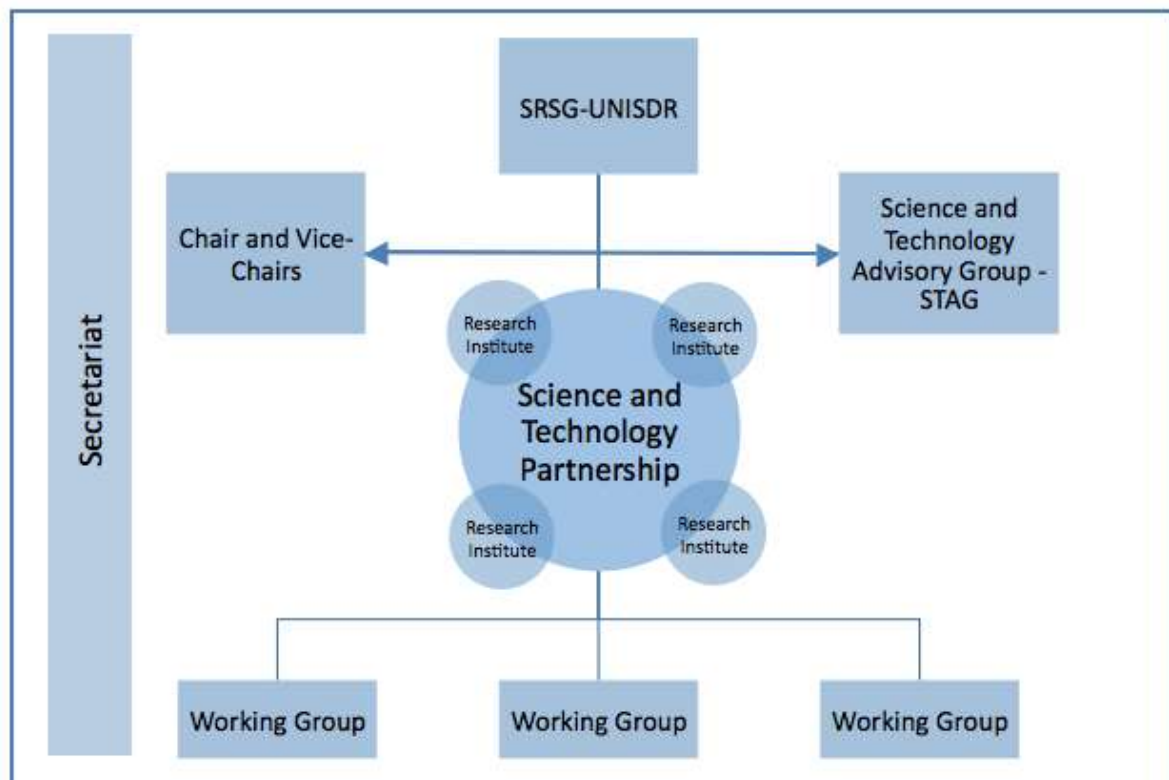 Secretariat
SRSG-UNISDR
Chair and Vice-
Chairs
Science and
Technology
Advisory Group -
STAG
Research
Institute
Research
Institute
Science and
Technology
Partnership
Research
Institute
Research
Institute
Working Group
Working Group
Working Group